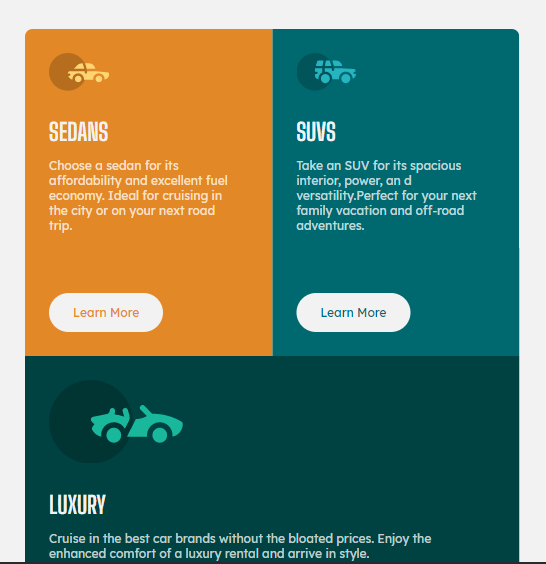 SEDANS
Choose a sedan for its
affordability and excellent fuel
economy. Ideal for cruising in
the city or on your next road
trip.
Learn More
SUVS
Take an SUV for its spacious
interior, power, an d
versatility.Perfect for your next
family vacation and off-road
adventures.
Learn More
LUXURY
Cruise in the best car brands without the bloated prices. Enjoy the
enhanced comfort of a luxury rental and arrive in style.